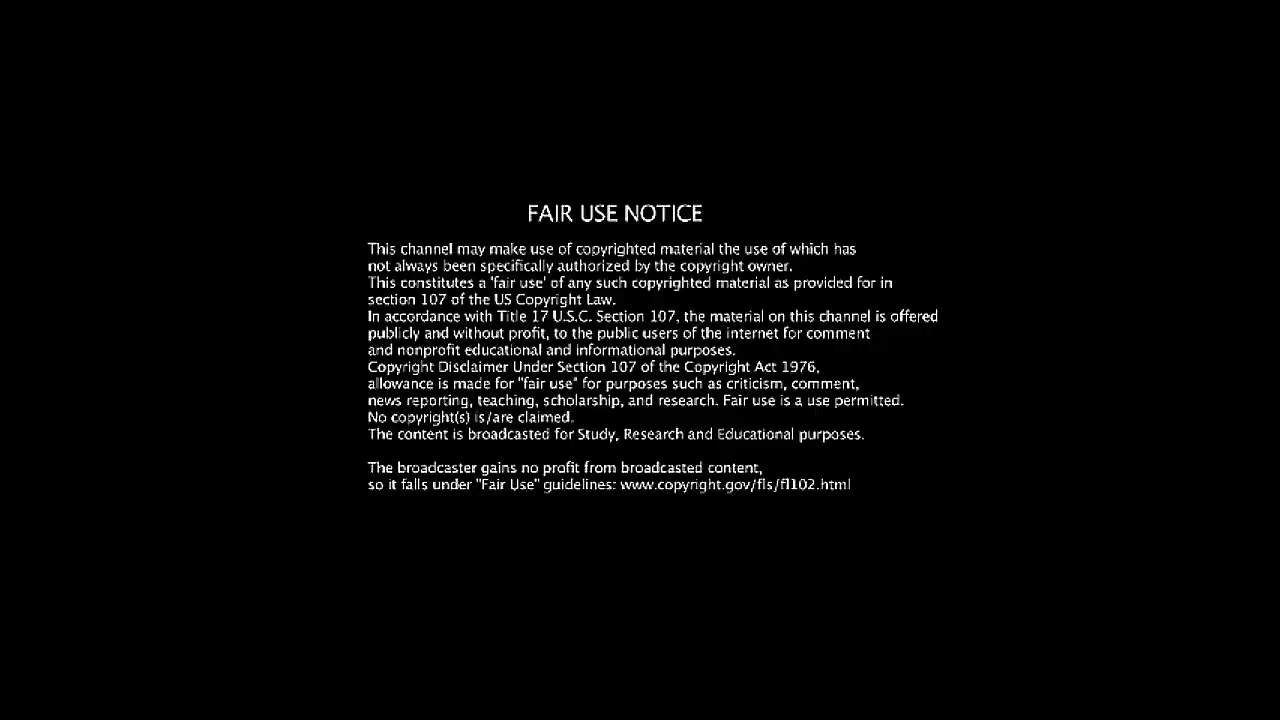 FAIR USE NOTICE
This channel may make use of copyrighted material the use of which has
not always been specifically authorized by the copyright owner.
This constitutes a 'fair use' of any such copyrighted material as provided for in
section 107 of the US Copyright Law.
In accordance with Title 17 U.S.C. Section 107, the material on this channel is offered
publicly and without profit, to the public users of the internet for comment
and nonprofit educational and informational purposes.
Copyright Disclaimer Under Section 107 of the Copyright Act 1976,
allowance is made for "fair use" for purposes such as criticism, comment,
news reporting, teaching, scholarship, and research. Fair use is a use permitted.
No copyright(s) is/are claimed.
The content is broadcasted for Study, Research and Educational purposes.
The broadcaster gains no profit from broadcasted content,
so it falls under "Fair Use" guidelines: www.copyright.gov/fls/fl102.html